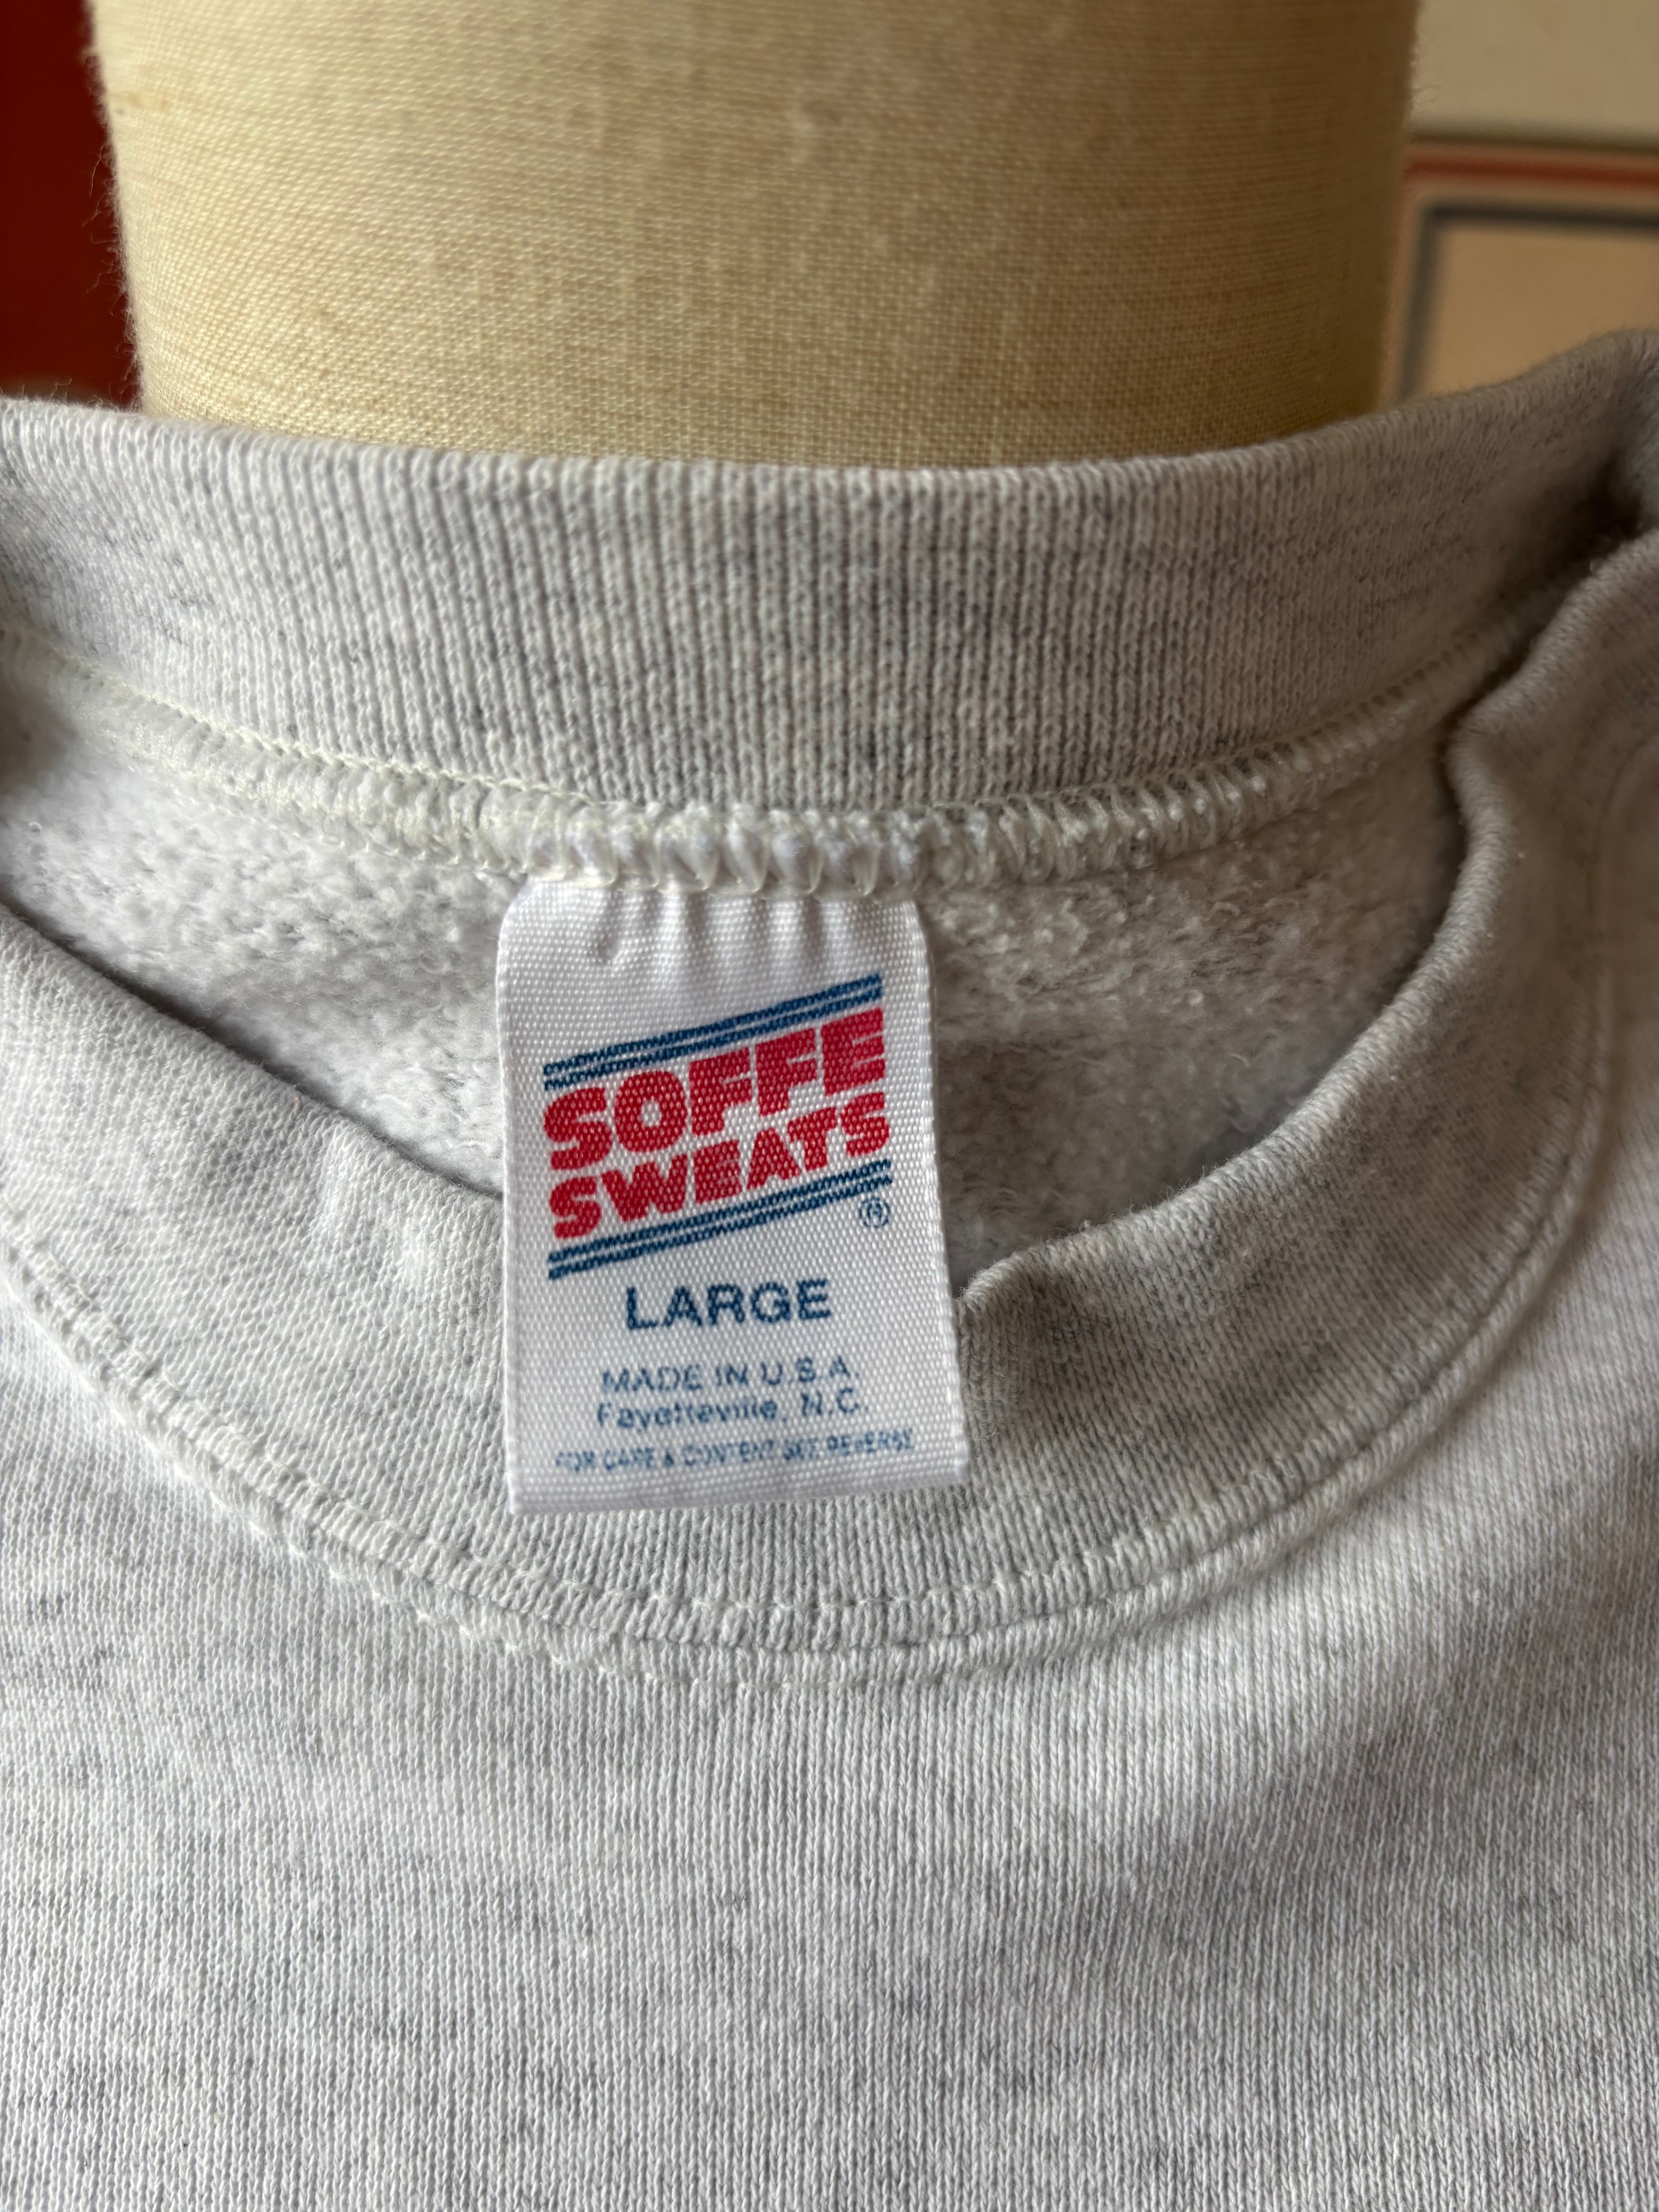 SOFFE
SWEATS
®
LARGE
MADE IN U.S.A.
Fayetteville, N.C.
FOR CARE & CONTENT SEE REVERSE